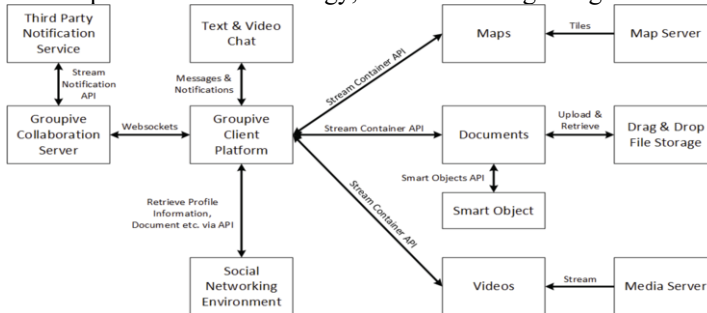 Third Party
Notification
Service
Text & Video
Chat
Stream Container API
Maps
Tiles
Map Server
Stream
Notification
API
Messages &
Notifications
Groupive
Collaboration
Server
Websockets
Groupive
Client
Platform
Stream Container API
Documents
Upload &
Retrieve
Drag & Drop
File Storage
Smart Objects API
Smart Object
Retrieve Profile
Information,
Document etc. via API
Stream Container API
Social
Networking
Environment
Videos
Stream
Media Server